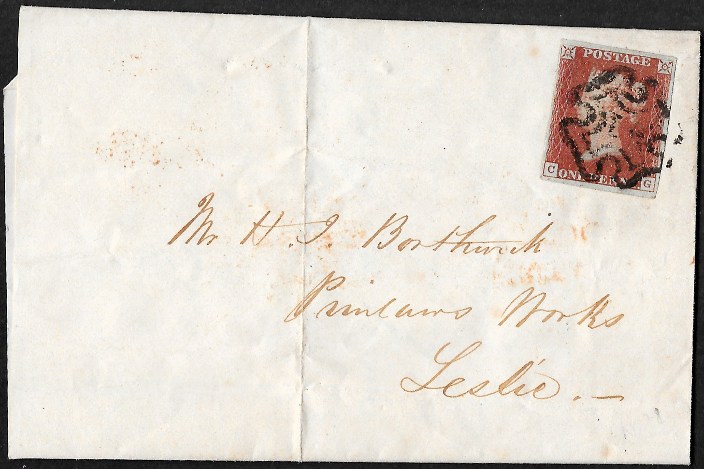 POSTAGE
ONE PENNY
C G
Mr H. J. Borthwick
Prinlaws Works
Leslie. —